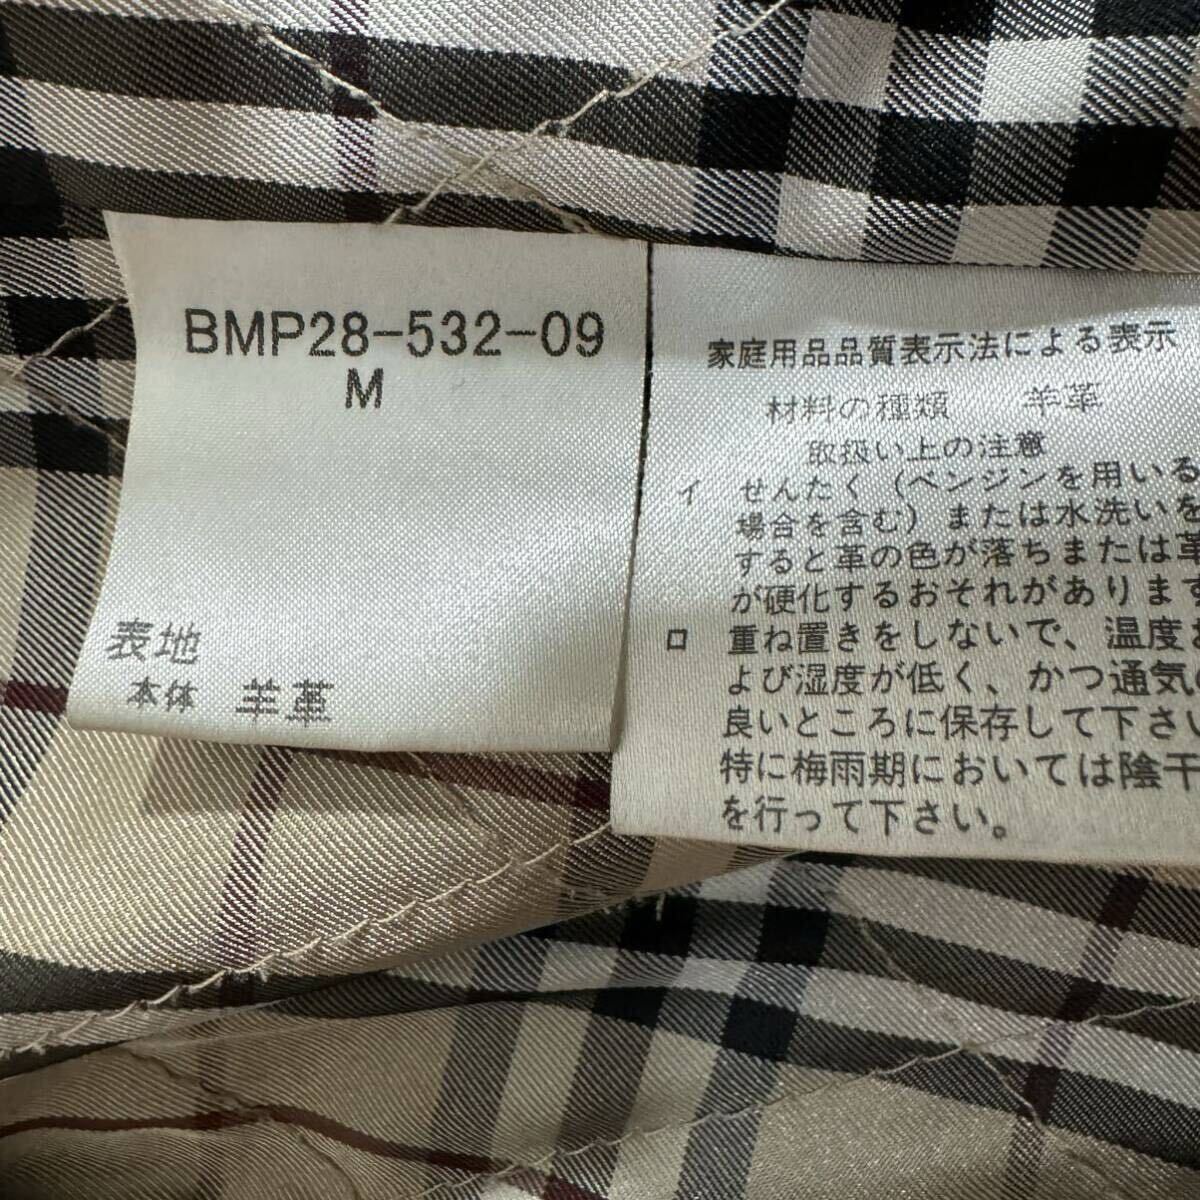 BMP28-532-09
M
表地
本体 羊革
家庭用品品質表示法による表示
材料の種類 羊革
取扱い上の注意
イ せんたく(ベンジンを用いる
場合を含む)または水洗いを
すると革の色が落ちまたは革
が硬化するおそれがあります
ロ 重ね置きをしないで、温度お
よび湿度が低く、かつ通気の
良いところに保存して下さい
特に梅雨期においては陰干
を行って下さい。